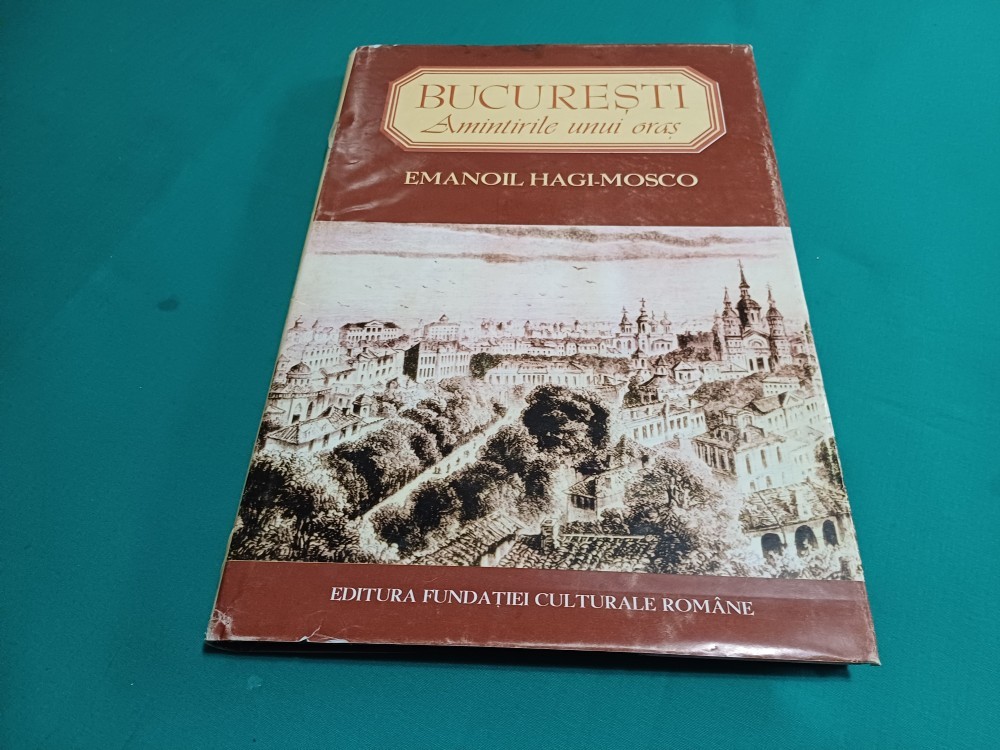 BUCUREȘTI
Amintirile unui oraș
EMANOIL HAGI-MOSCO
EDITURA FUNDAȚIEI CULTURALE ROMÂNE